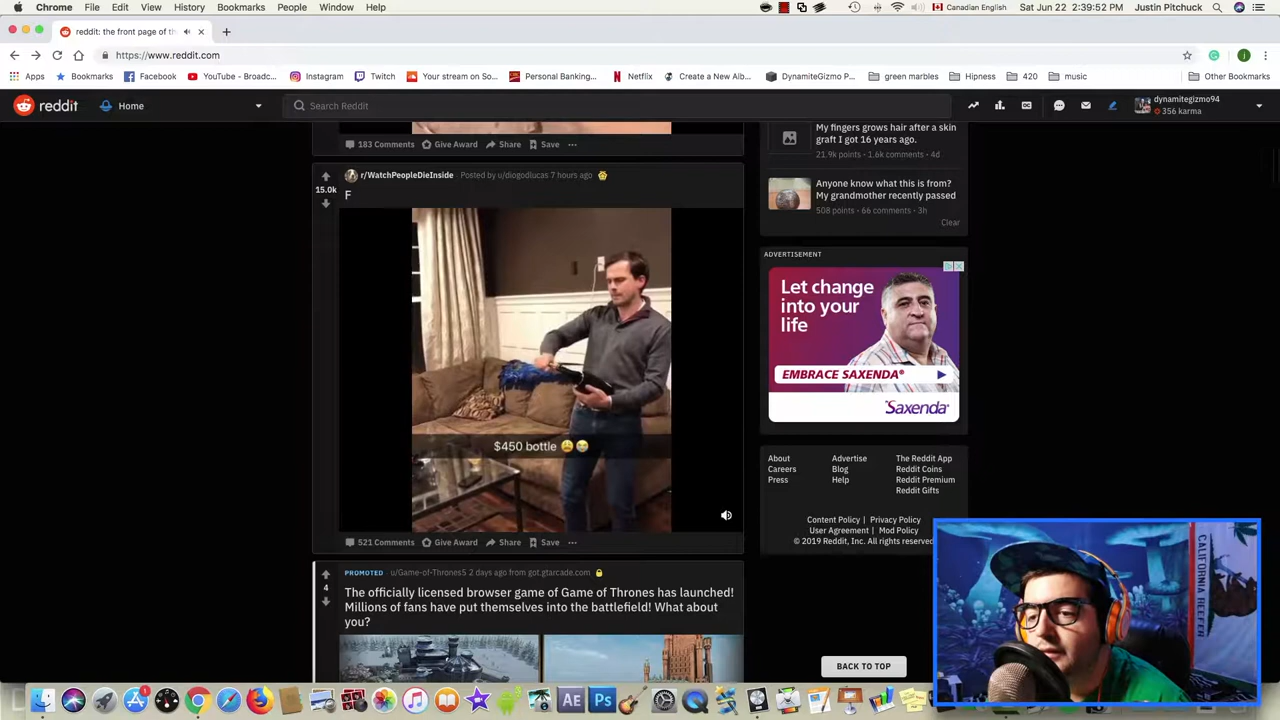 Chrome File Edit View History Bookmarks People Window Help Canadian English Sat Jun 22 2:39:52 PM Justin Pitchuck
reddit: the front page of th
https://www.reddit.com
Apps Bookmarks Facebook YouTube - Broadc... Instagram Twitch Your stream on So... Personal Banking... Netflix Create a New Aib... DynamiteGizmo P... green marbles Hipness 420 music Other Bookmarks
reddit Home Search Reddit dynamitegizmo94
356 karma
183 Comments Give Award Share Save
15.0k
r/WatchPeopleDieInside Posted by u/diogodlucas 7 hours ago
F
$450 bottle
521 Comments Give Award Share Save
4
PROMOTED · u/Game-of-Thrones5 2 days ago from got.gtarcade.com
The officially licensed browser game of Game of Thrones has launched!
Millions of fans have put themselves into the battlefield! What about
you?
My fingers grows hair after a skin
graft I got 16 years ago.
21.9k points · 1.6k comments · 4d
Anyone know what this is from?
My grandmother recently passed
508 points · 66 comments · 3h
Clear
ADVERTISEMENT
Let change
into your
life
EMBRACE SAXENDA®
Saxenda®
About Advertise The Reddit App
Careers Blog Reddit Coins
Press Help Reddit Premium
Reddit Gifts
Content Policy | Privacy Policy
User Agreement | Mod Policy
© 2019 Reddit, Inc. All rights reserved
BACK TO TOP
CALIFORNIA REEFER
Ae Ps
1